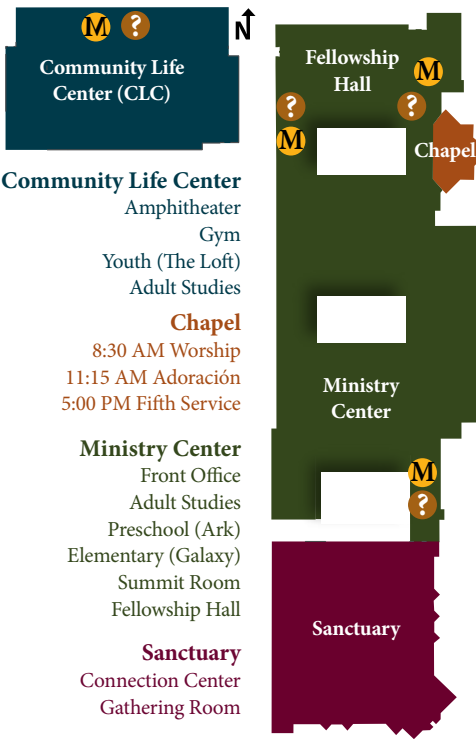 M ?
N
Community Life
Center (CLC)
Fellowship
Hall
M
? ?
M
Chapel
Community Life Center
Amphitheater
Gym
Youth (The Loft)
Adult Studies
Chapel
8:30 AM Worship
11:15 AM Adoración
5:00 PM Fifth Service
Ministry
Center
Ministry Center
Front Office
Adult Studies
Preschool (Ark)
Elementary (Galaxy)
Summit Room
Fellowship Hall
M
?
Sanctuary
Sanctuary
Connection Center
Gathering Room